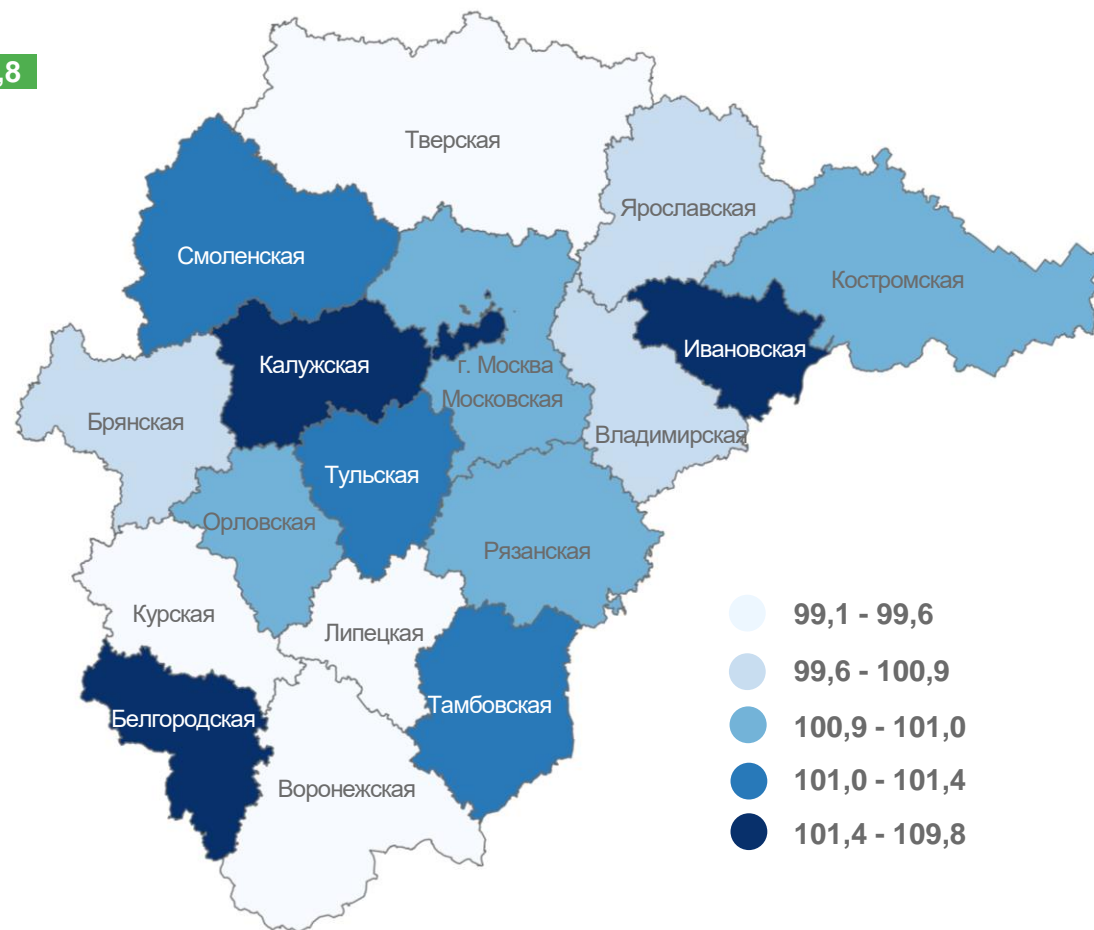 ,8
Тверская
Ярославская
Смоленская
Костромская
Ивановская
Калужская
г. Москва
Московская
Брянская
Владимирская
Тульская
Орловская
Рязанская
Курская
Липецкая
Тамбовская
Белгородская
Воронежская
99,1 - 99,6
99,6 - 100,9
100,9 - 101,0
101,0 - 101,4
101,4 - 109,8